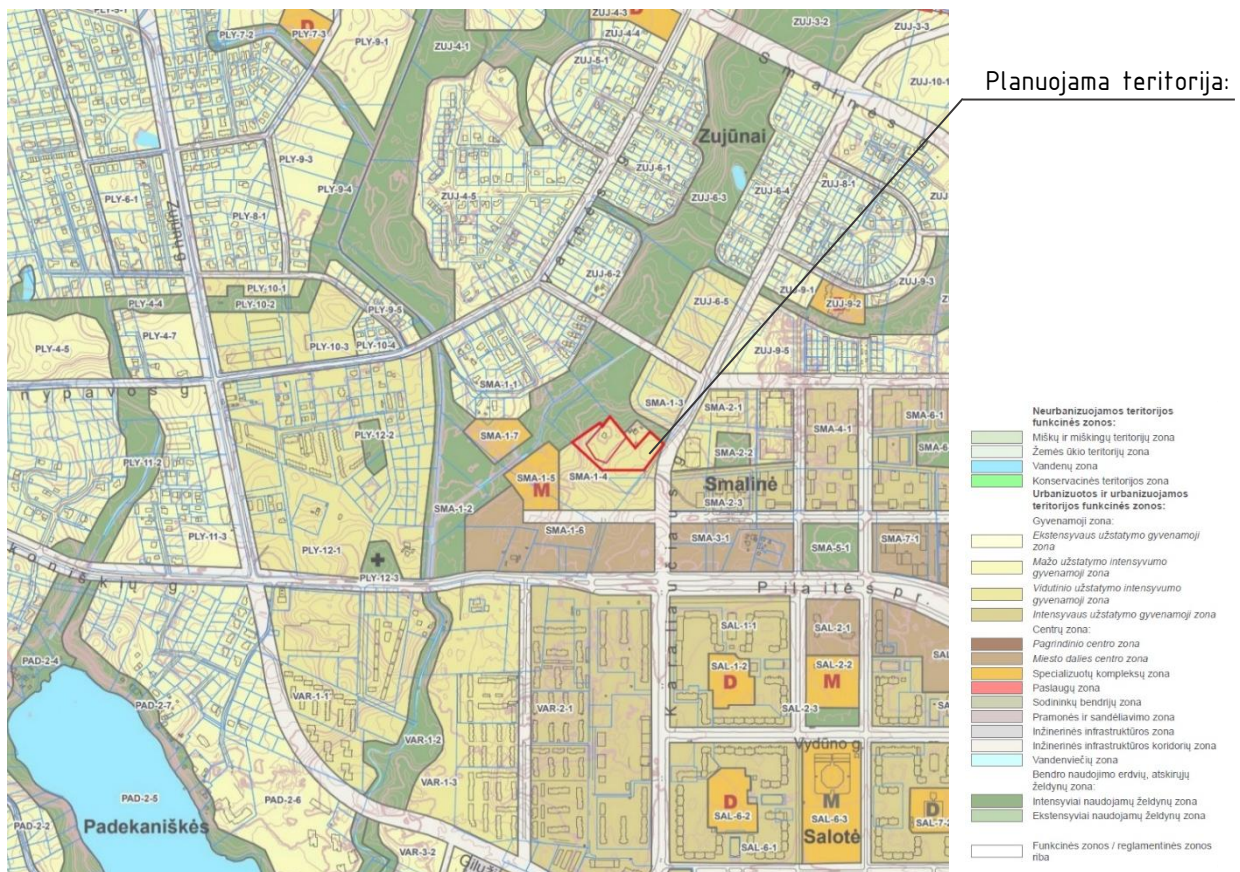 Planuojama teritorija:
PLY-7-2
PLY-7-3
D
PLY-9-1
ZUJ-4-1
ZUJ-4-3
D
ZUJ-4-4
ZUJ-5-1
ZUJ-3-2
ZUJ-3-3
Smalinės
ZUJ-10-1
Zujūnai
PLY-9-3
PLY-9-4
ZUJ-4-5
ZUJ-6-1
ZUJ-6-3
ZUJ-6-4
ZUJ-8-1
PLY-6-1
PLY-8-1
Zujūnų
ZUJ-6-2
ZUJ-9-1
ZUJ-9-2
ZUJ-9-3
PLY-4-4
PLY-10-1
PLY-10-2
PLY-9-5
ZUJ-6-5
PLY-4-7
PLY-4-5
PLY-10-3
PLY-10-4
ZUJ-9-5
SMA-1-1
SMA-1-3
SMA-2-1
SMA-4-1
SMA-6-1
PLY-12-2
SMA-1-7
PLY-11-2
SMA-2-2
SMA-1-5
M
SMA-1-4
Smalinė
SMA-1-2
SMA-2-3
PLY-11-3
SMA-1-6
SMA-3-1
SMA-5-1
SMA-7-1
PLY-12-1
PLY-12-3
Pilaitės pr.
Karaliaučiaus g.
SAL-1-1
SAL-2-1
PAD-2-4
SAL-1-2
D
SAL-2-2
M
PAD-2-7
VAR-1-1
VAR-2-1
SAL-2-3
VAR-1-2
Vydūno g.
VAR-1-3
PAD-2-5
PAD-2-6
Padekaniškės
PAD-2-2
D
SAL-6-2
M
SAL-6-3
D
SAL-7-2
Salotė
VAR-3-2
SAL-6-1
Neurbanizuojamos teritorijos
funkcinės zonos:
Miškų ir miškingų teritorijų zona
Žemės ūkio teritorijų zona
Vandenų zona
Konservacinės teritorijos zona
Urbanizuotos ir urbanizuojamos
teritorijos funkcinės zonos:
Gyvenamoji zona:
Ekstensyvaus užstatymo gyvenamoji
zona
Mažo užstatymo intensyvumo
gyvenamoji zona
Vidutinio užstatymo intensyvumo
gyvenamoji zona
Intensyvaus užstatymo gyvenamoji zona
Centrų zona:
Pagrindinio centro zona
Miesto dalies centro zona
Specializuotų kompleksų zona
Paslaugų zona
Sodininkų bendrijų zona
Pramonės ir sandėliavimo zona
Inžinerinės infrastruktūros zona
Inžinerinės infrastruktūros koridorių zona
Vandenviečių zona
Bendro naudojimo erdvių, atskirųjų
želdynų zona:
Intensyviai naudojamų želdynų zona
Ekstensyviai naudojamų želdynų zona
Funkcinės zonos / reglamentinės zonos
riba